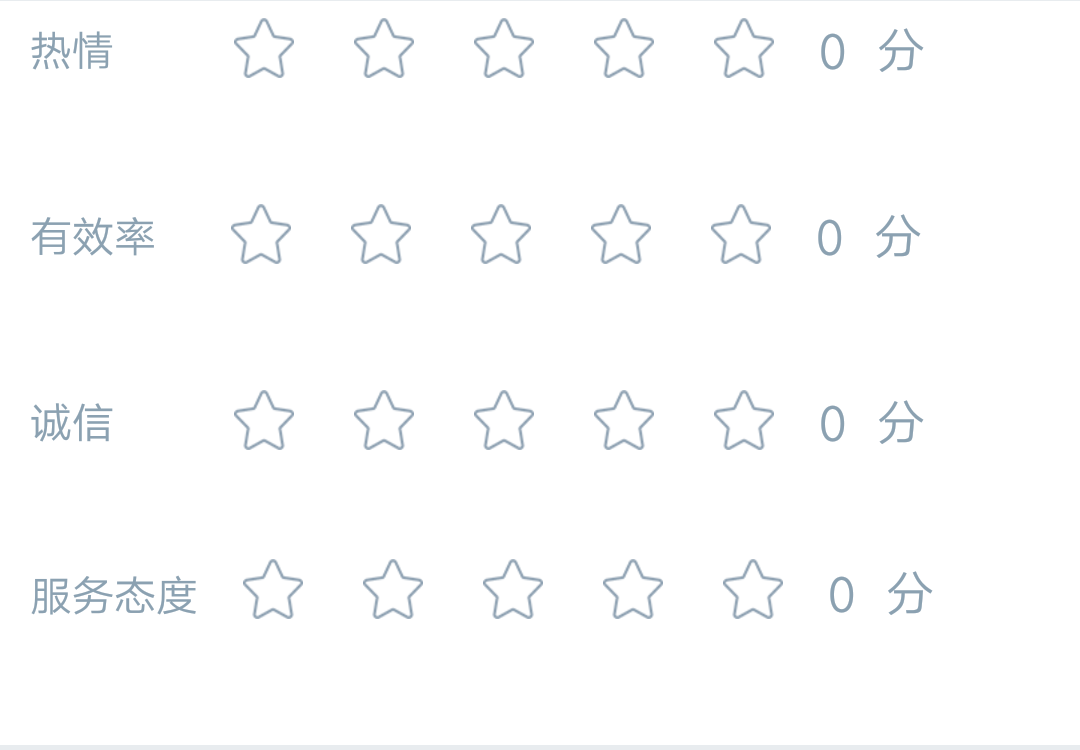 热情 0 分
有效率 0 分
诚信 0 分
服务态度 0 分